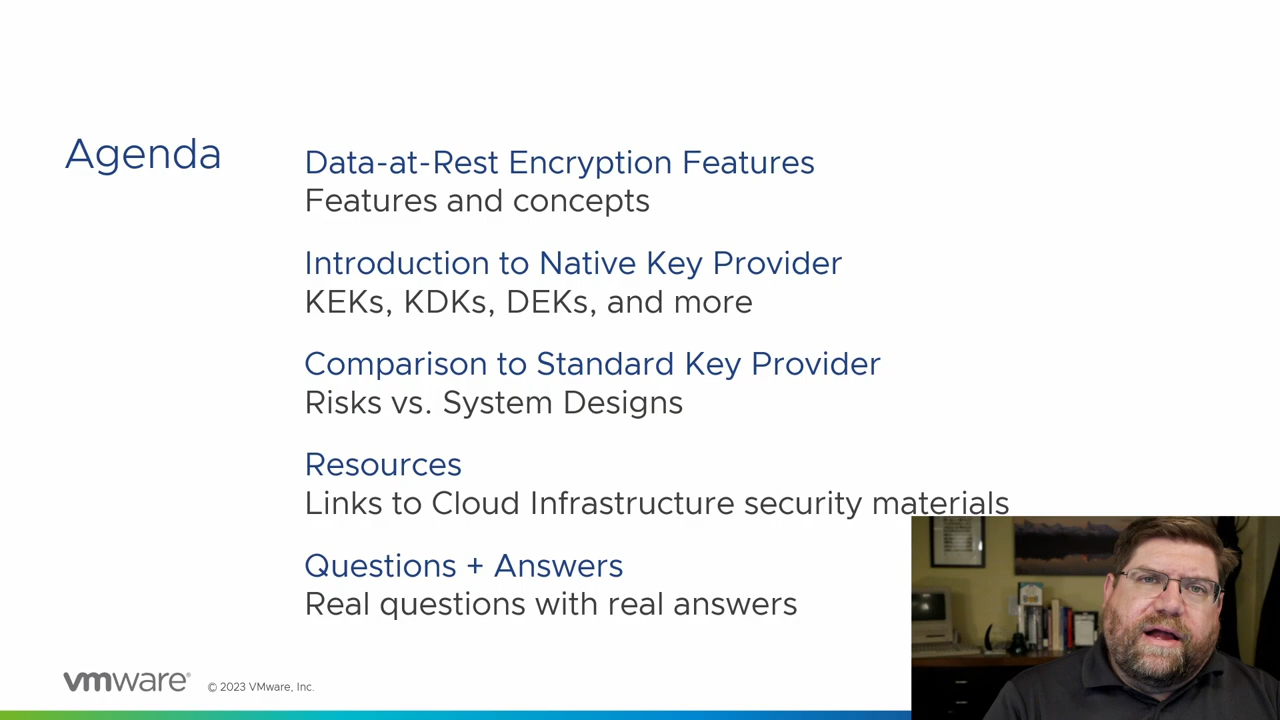 Agenda
Data-at-Rest Encryption Features
Features and concepts
Introduction to Native Key Provider
KEKs, KDKs, DEKs, and more
Comparison to Standard Key Provider
Risks vs. System Designs
Resources
Links to Cloud Infrastructure security materials
Questions + Answers
Real questions with real answers
vmware®
© 2023 VMware, Inc.